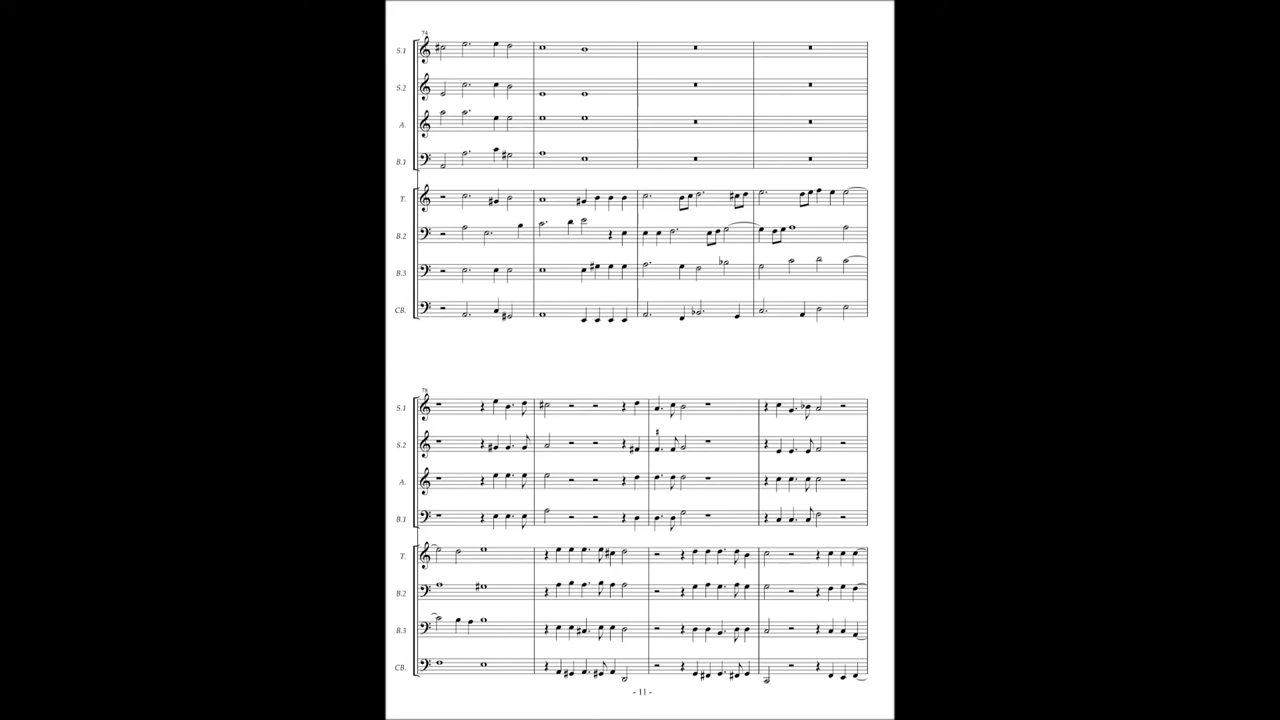 74
S.1
S.2
A.
B.1
T.
B.2
B.3
CB.
78
S.1
S.2
A.
B.1
T.
B.2
B.3
CB.
- 11 -